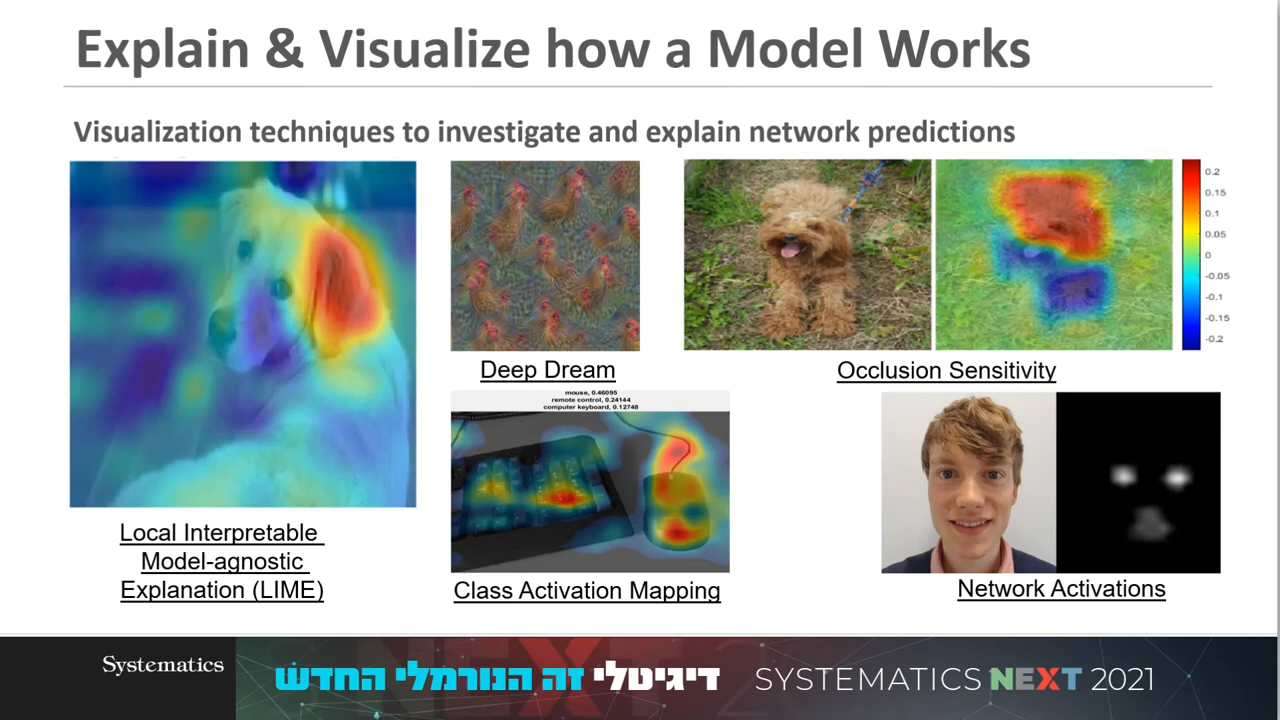 Explain & Visualize how a Model Works
Visualization techniques to investigate and explain network predictions
Deep Dream
0.2
0.15
0.1
0.05
0
-0.05
-0.1
-0.15
-0.2
Occlusion Sensitivity
Local Interpretable
Model-agnostic
Explanation (LIME)
mouse, 0.46095
remote control, 0.24144
computer keyboard, 0.12748
Class Activation Mapping
Network Activations
Systematics
דיגיטלי זה הנורמלי החדש
SYSTEMATICS NEXT 2021